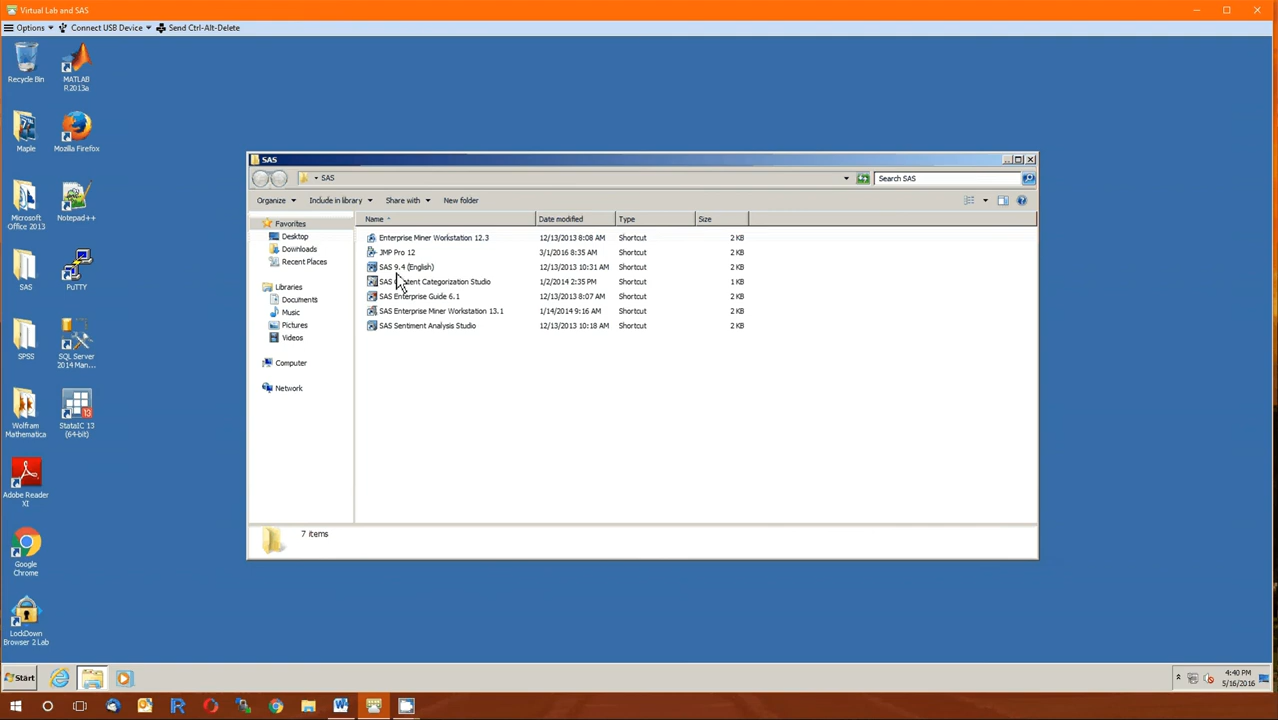 Virtual Lab and SAS
Options Connect USB Device Send Ctrl-Alt-Delete
Recycle Bin
MATLAB R2013a
Maple
Mozilla Firefox
Microsoft Office 2013
Notepad++
SAS
PuTTY
SPSS
SQL Server 2014 Man...
Wolfram Mathematica
StataIC 13 (64-bit)
Adobe Reader XI
Google Chrome
LockDown Browser 2 Lab
SAS
SAS Search SAS
Organize Include in library Share with New folder
Favorites
Desktop
Downloads
Recent Places
Libraries
Documents
Music
Pictures
Videos
Computer
Network
Name Date modified Type Size
Enterprise Miner Workstation 12.3 12/13/2013 8:08 AM Shortcut 2 KB
JMP Pro 12 3/1/2016 8:35 AM Shortcut 2 KB
SAS 9.4 (English) 12/13/2013 10:31 AM Shortcut 2 KB
SAS Content Categorization Studio 1/2/2014 2:35 PM Shortcut 1 KB
SAS Enterprise Guide 6.1 12/13/2013 8:07 AM Shortcut 2 KB
SAS Enterprise Miner Workstation 13.1 1/14/2014 9:16 AM Shortcut 2 KB
SAS Sentiment Analysis Studio 12/13/2013 10:18 AM Shortcut 2 KB
7 items
Start
4:40 PM
5/16/2016